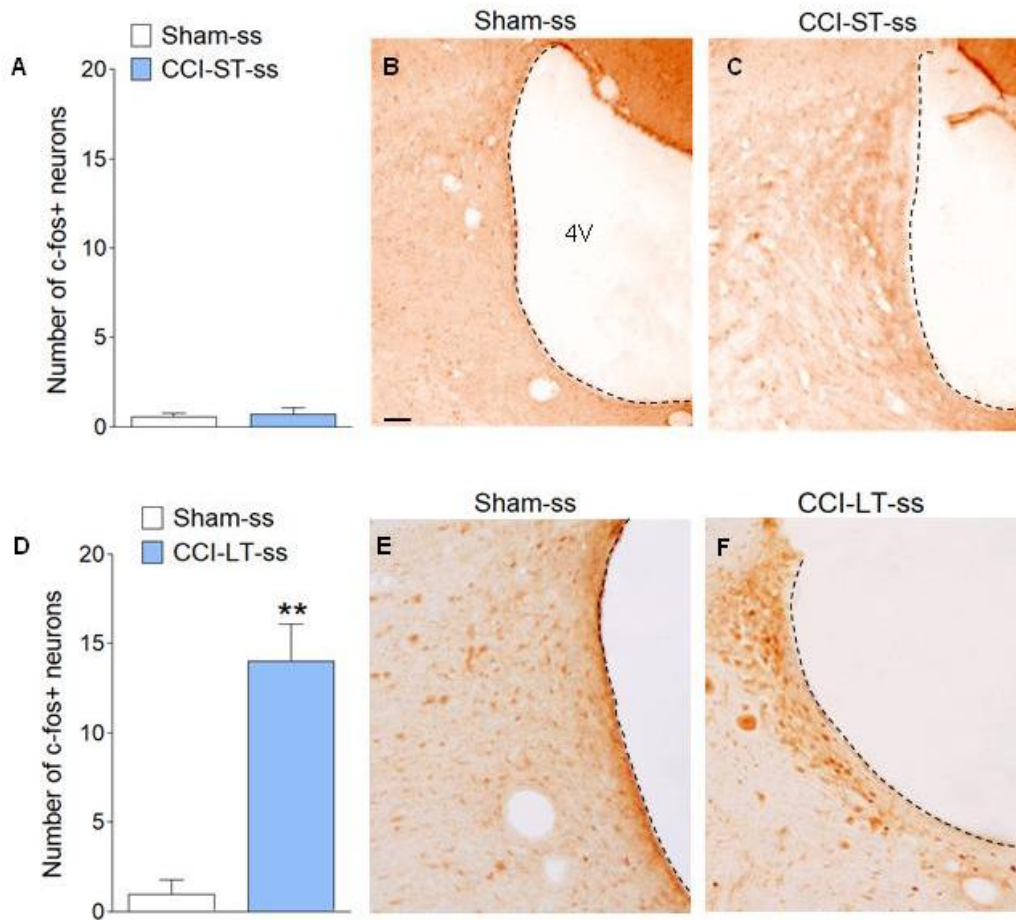 A
Sham-ss
CCI-ST-ss
Number of c-fos+ neurons
20
15
10
5
0
Sham-ss
B
4V
CCI-ST-ss
C
D
Sham-ss
CCI-LT-ss
Number of c-fos+ neurons
20
15
10
5
0
**
Sham-ss
E
CCI-LT-ss
F